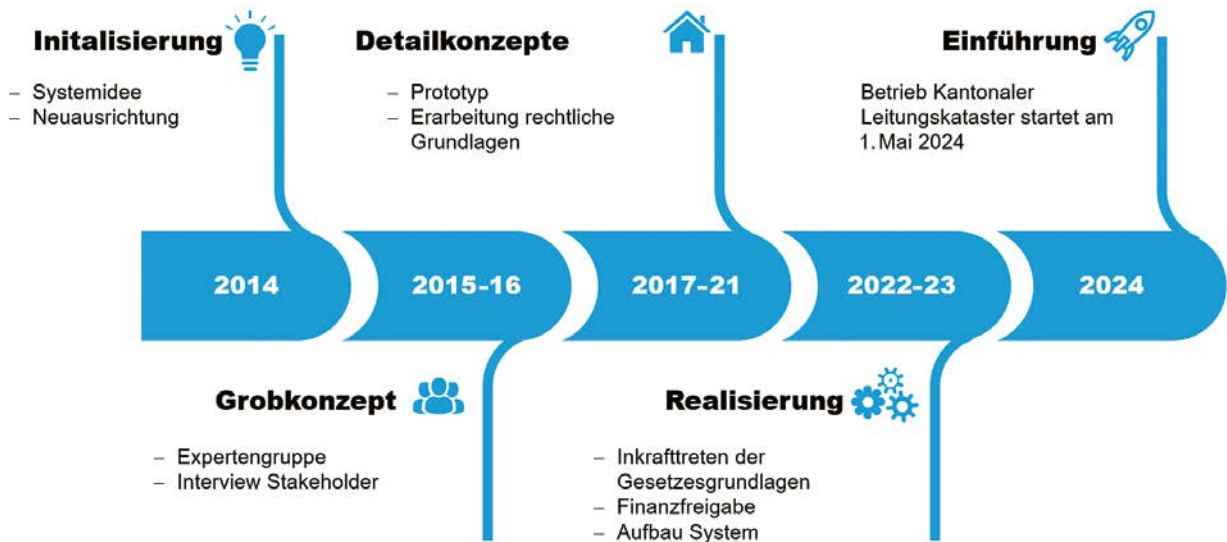 Initalisierung
– Systemidee
– Neuausrichtung
Detailkonzepte
– Prototyp
– Erarbeitung rechtliche
Grundlagen
Einführung
Betrieb Kantonaler
Leitungskataster startet am
1. Mai 2024
2014
2015-16
2017-21
2022-23
2024
Grobkonzept
– Expertengruppe
– Interview Stakeholder
Realisierung
– Inkrafttreten der
Gesetzesgrundlagen
– Finanzfreigabe
– Aufbau System